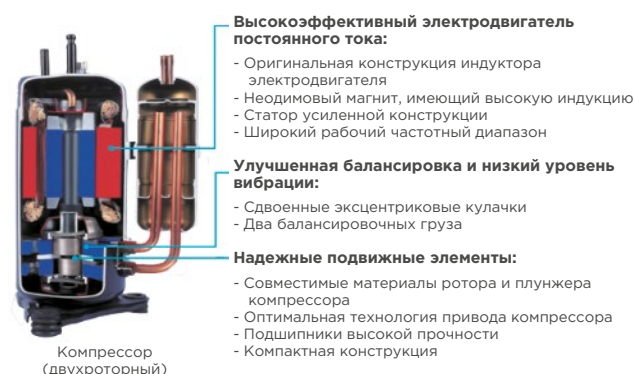 Высокоэффективный электродвигатель
постоянного тока:
- Оригинальная конструкция индуктора
электродвигателя
- Неодимовый магнит, имеющий высокую индукцию
- Статор усиленной конструкции
- Широкий рабочий частотный диапазон
Улучшенная балансировка и низкий уровень
вибрации:
- Сдвоенные эксцентриковые кулачки
- Два балансировочных груза
Надежные подвижные элементы:
- Совместимые материалы ротора и плунжера
компрессора
- Оптимальная технология привода компрессора
- Подшипники высокой прочности
- Компактная конструкция
Компрессор
(двухроторный)